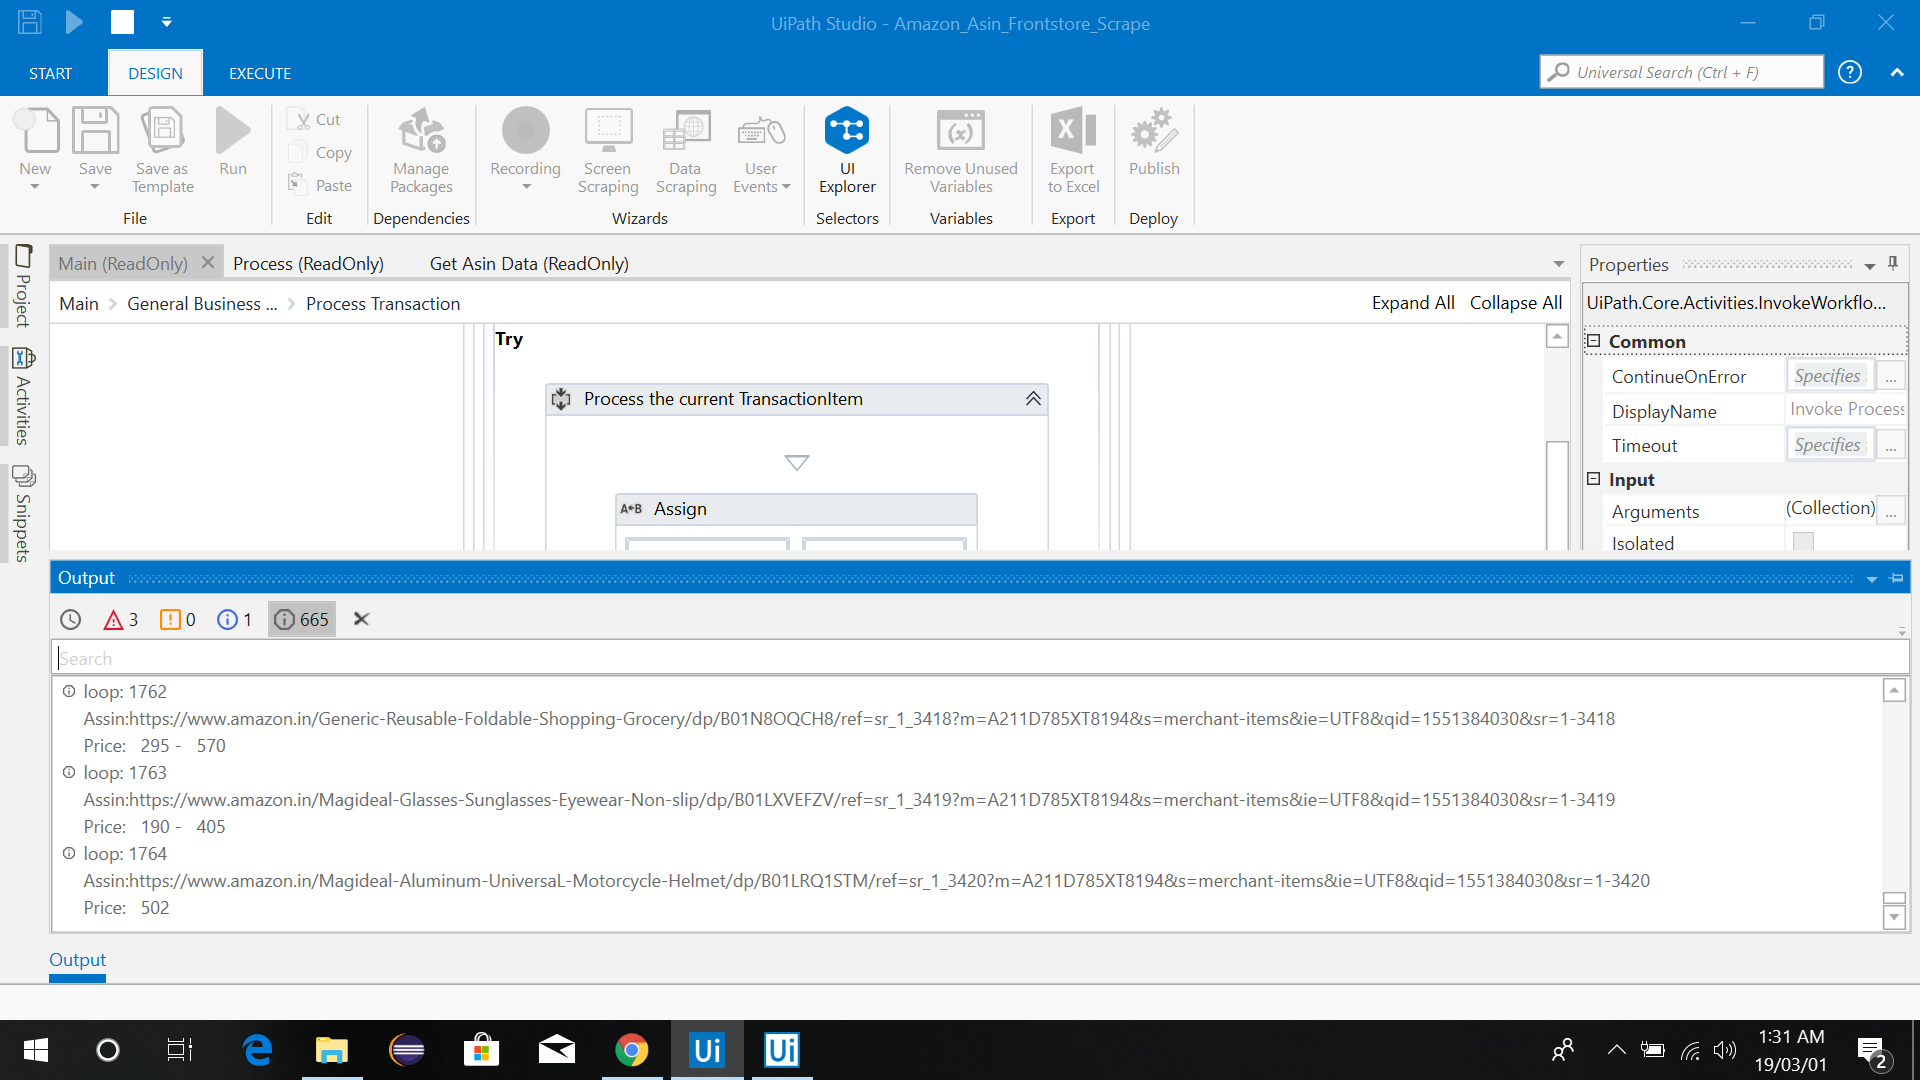 UiPath Studio - Amazon_Asin_Frontstore_Scrape
START
DESIGN
EXECUTE
Universal Search (Ctrl + F)
New
Save
Save as Template
Run
Cut
Copy
Paste
Manage Packages
Recording
Screen Scraping
Data Scraping
User Events
UI Explorer
Remove Unused Variables
Export to Excel
Publish
File
Edit
Dependencies
Wizards
Selectors
Variables
Export
Deploy
Project
Activities
Snippets
Main (ReadOnly)
Process (ReadOnly)
Get Asin Data (ReadOnly)
Main
General Business ...
Process Transaction
Expand All
Collapse All
Try
Process the current TransactionItem
A+B Assign
Properties
UiPath.Core.Activities.InvokeWorkflo...
Common
ContinueOnError Specifies ...
DisplayName Invoke Process
Timeout Specifies ...
Input
Arguments (Collection) ...
Isolated
Output
3
0
1
665
Search
loop: 1762
Assin:https://www.amazon.in/Generic-Reusable-Foldable-Shopping-Grocery/dp/B01N8OQCH8/ref=sr_1_3418?m=A211D785XT8194&s=merchant-items&ie=UTF8&qid=1551384030&sr=1-3418
Price: 295 - 570
loop: 1763
Assin:https://www.amazon.in/Magideal-Glasses-Sunglasses-Eyewear-Non-slip/dp/B01LXVEFZV/ref=sr_1_3419?m=A211D785XT8194&s=merchant-items&ie=UTF8&qid=1551384030&sr=1-3419
Price: 190 - 405
loop: 1764
Assin:https://www.amazon.in/Magideal-Aluminum-UniversaL-Motorcycle-Helmet/dp/B01LRQ1STM/ref=sr_1_3420?m=A211D785XT8194&s=merchant-items&ie=UTF8&qid=1551384030&sr=1-3420
Price: 502
Output
Ui
Ui
1:31 AM
19/03/01
2